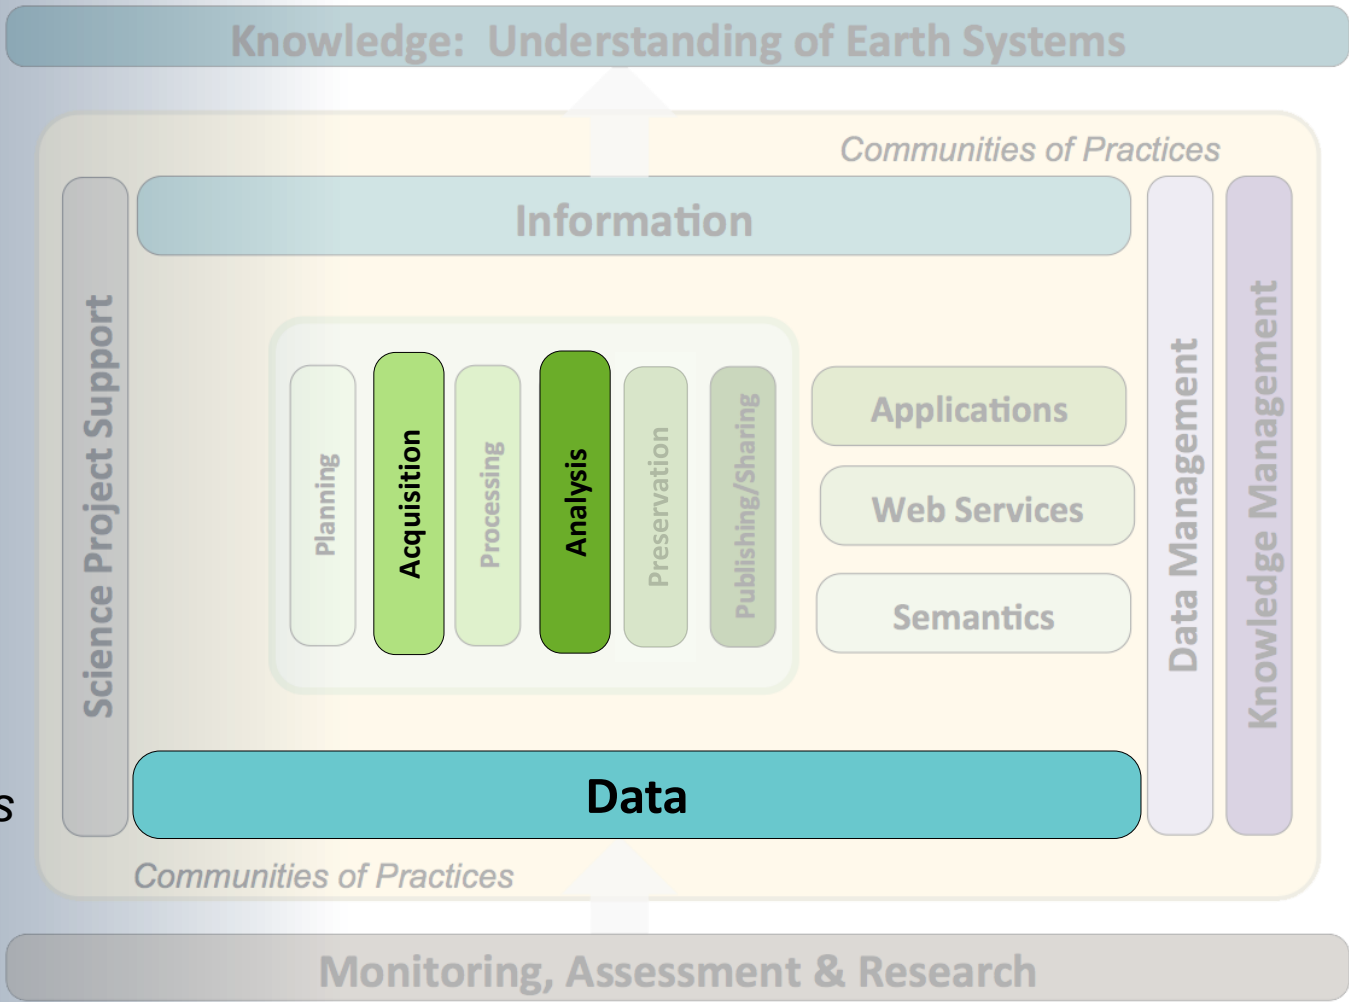 Knowledge: Understanding of Earth Systems
Communities of Practices
Information
Science Project Support
Planning
Acquisition
Processing
Analysis
Preservation
Publishing/Sharing
Applications
Web Services
Semantics
Data Management
Knowledge Management
Data
s
Communities of Practices
Monitoring, Assessment & Research